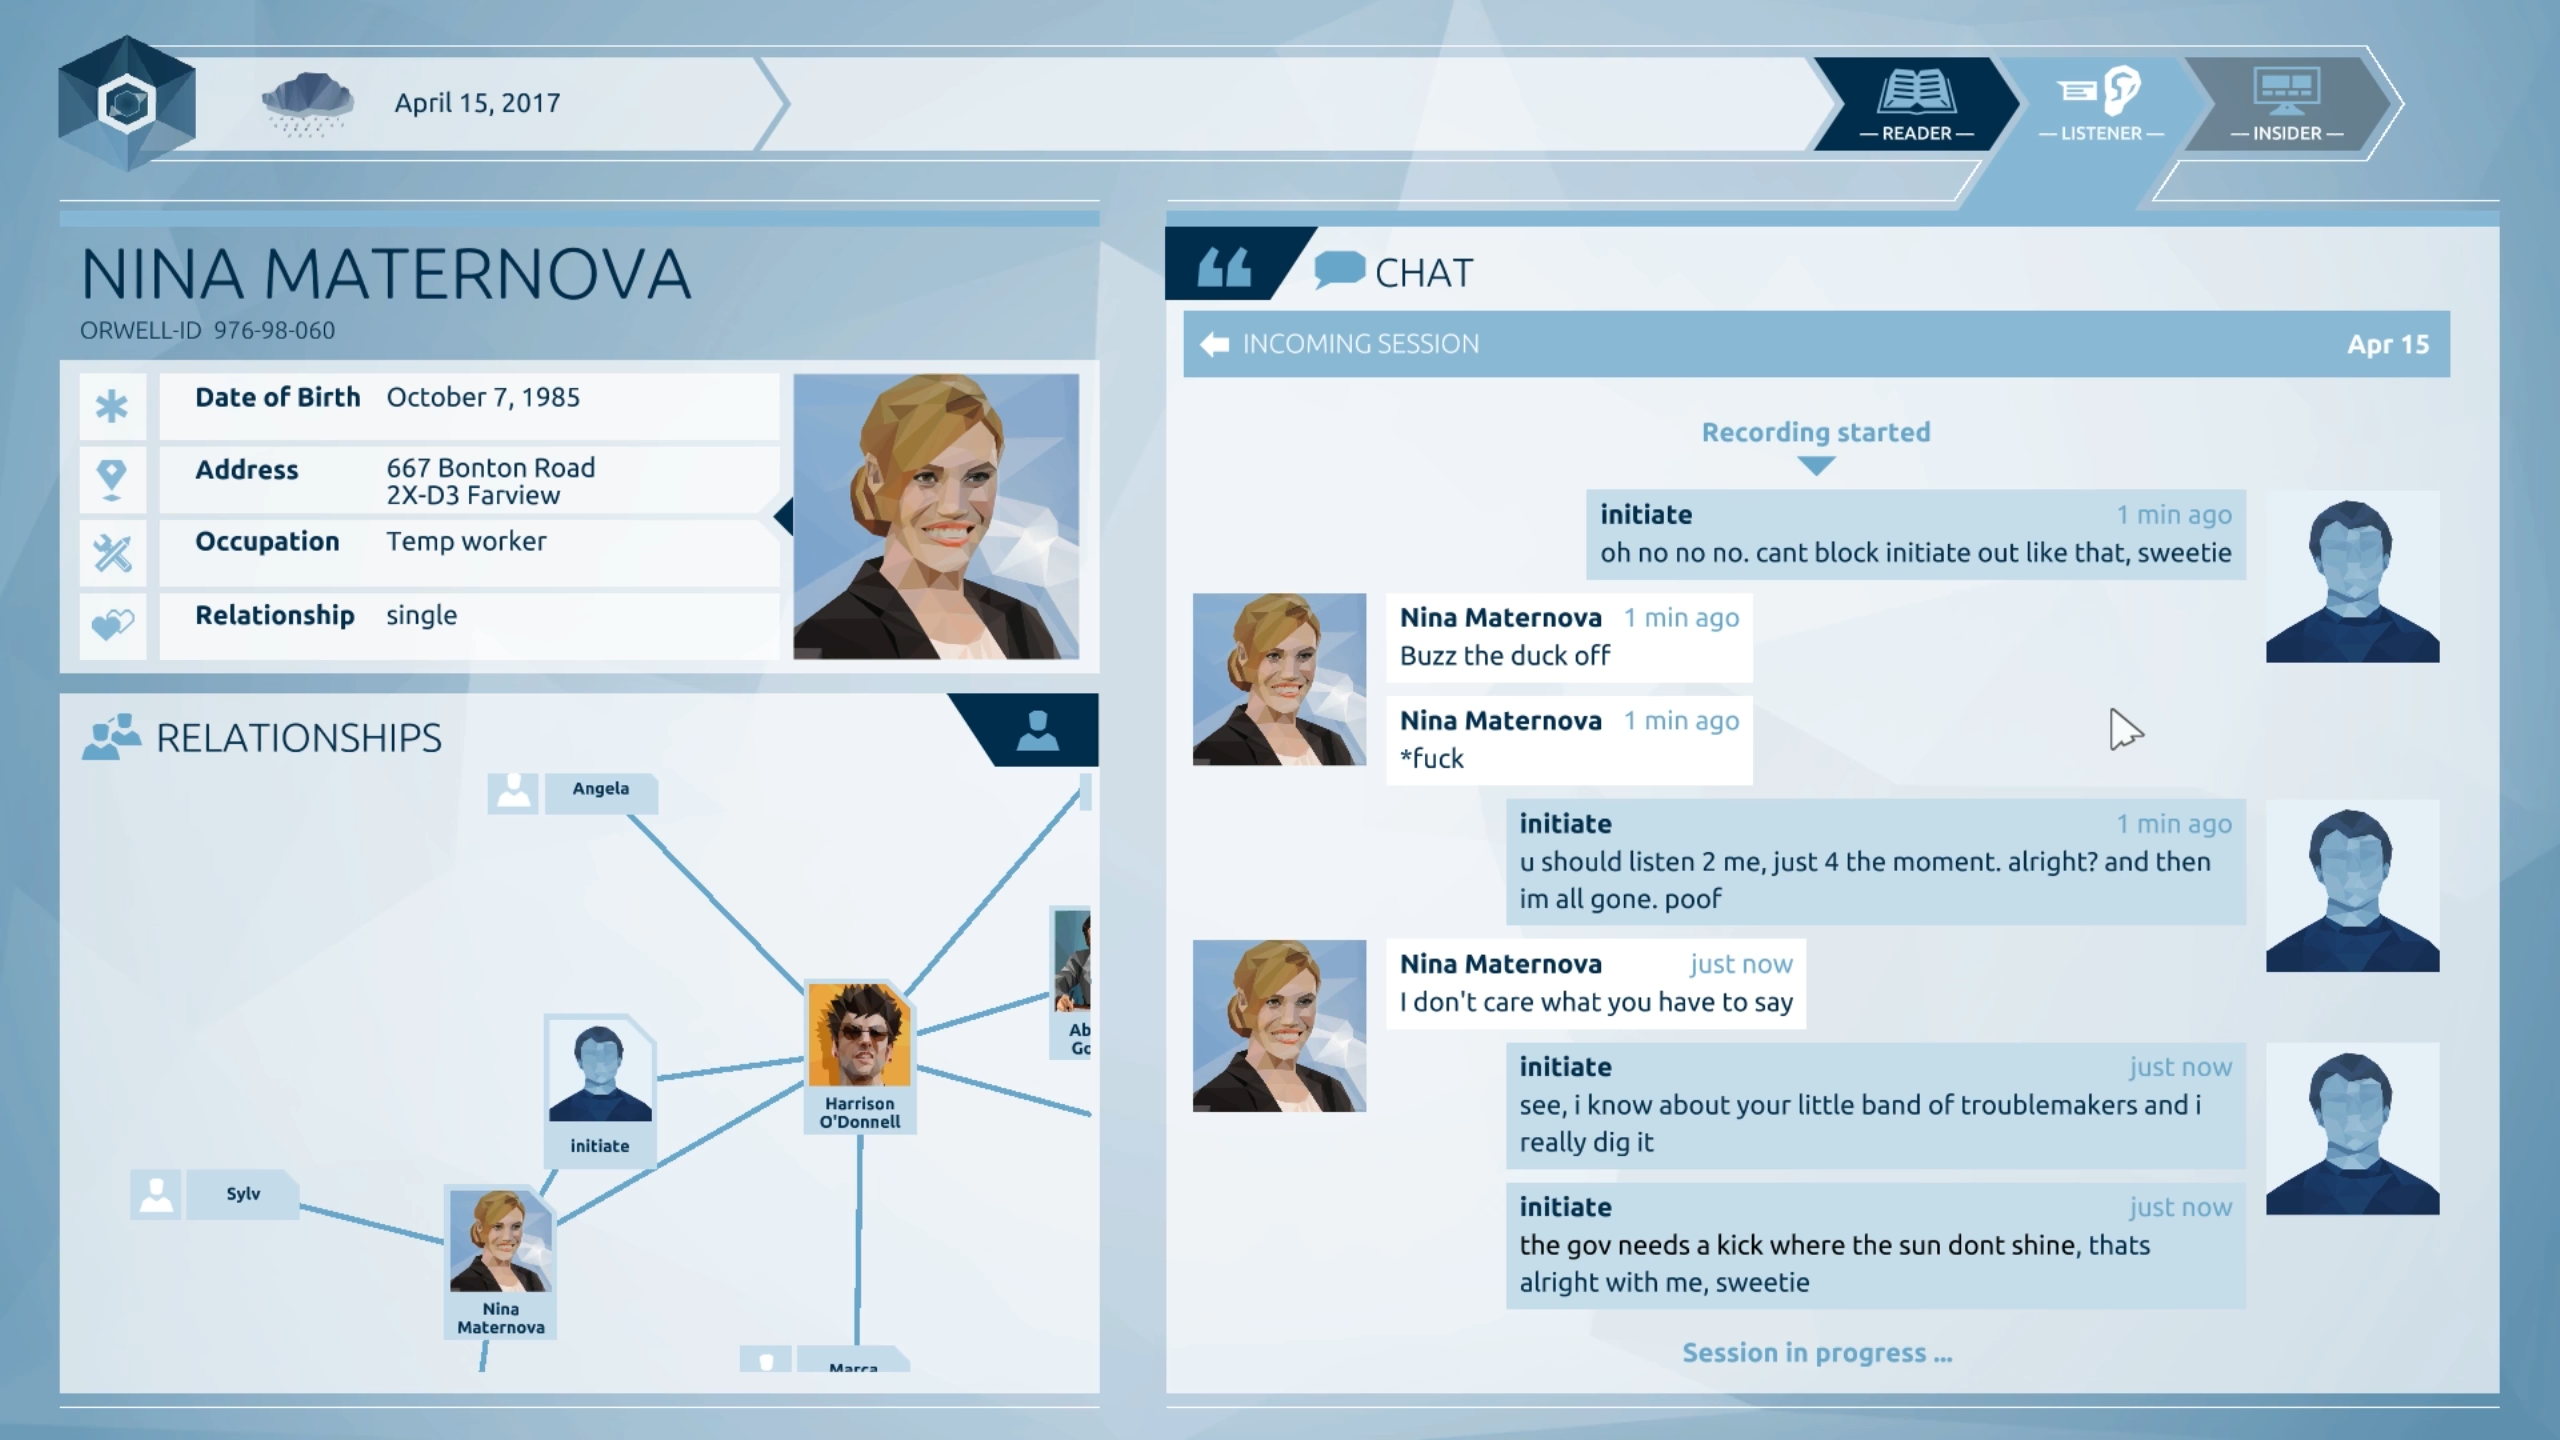 April 15, 2017
— READER —
— LISTENER —
— INSIDER —
NINA MATERNOVA
ORWELL-ID 976-98-060
Date of Birth October 7, 1985
Address 667 Bonton Road
2X-D3 Farview
Occupation Temp worker
Relationship single
RELATIONSHIPS
Angela
Ab
Go
Harrison
O'Donnell
initiate
Sylv
Nina
Maternova
Marca
CHAT
INCOMING SESSION Apr 15
Recording started
initiate 1 min ago
oh no no no. cant block initiate out like that, sweetie
Nina Maternova 1 min ago
Buzz the duck off
Nina Maternova 1 min ago
*fuck
initiate 1 min ago
u should listen 2 me, just 4 the moment. alright? and then
im all gone. poof
Nina Maternova just now
I don't care what you have to say
initiate just now
see, i know about your little band of troublemakers and i
really dig it
initiate just now
the gov needs a kick where the sun dont shine, thats
alright with me, sweetie
Session in progress ...